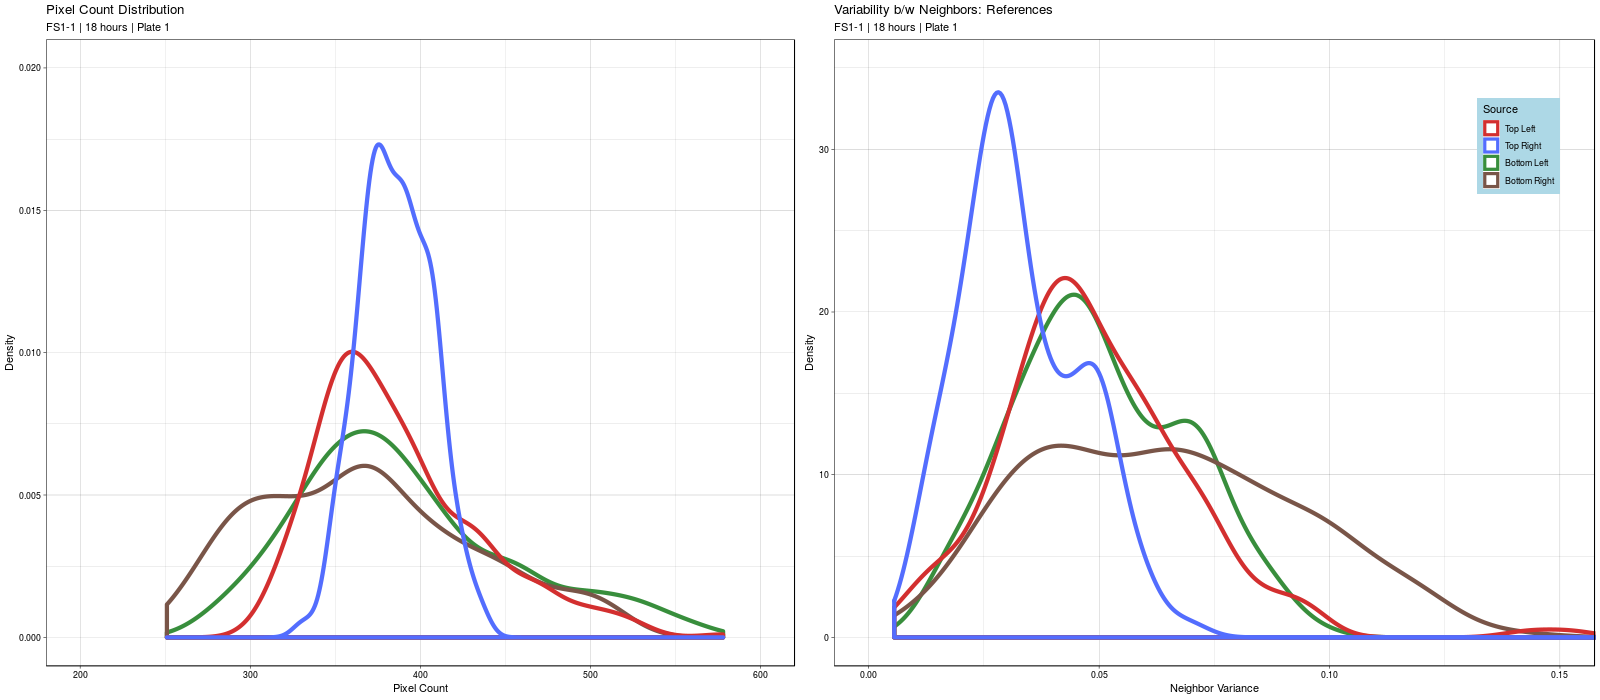 Pixel Count Distribution
FS1-1 | 18 hours | Plate 1
Density
0.020
0.015
0.010
0.005
0.000
200 300 400 500 600
Pixel Count
Variability b/w Neighbors: References
FS1-1 | 18 hours | Plate 1
Density
30
20
10
0
0.00 0.05 0.10 0.15
Neighbor Variance
Source
Top Left
Top Right
Bottom Left
Bottom Right